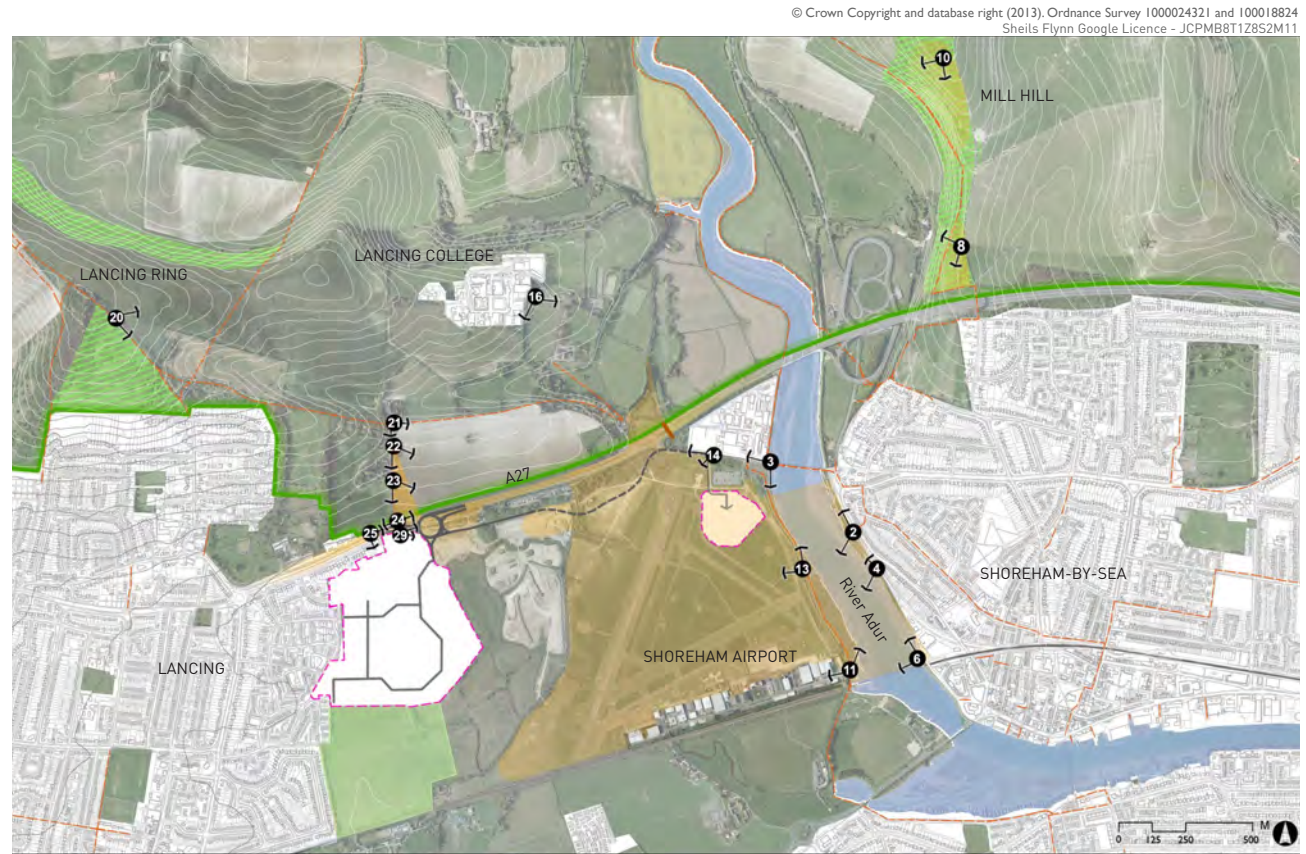 © Crown Copyright and database right (2013). Ordnance Survey 1000024321 and 100018824
Sheils Flynn Google Licence - JCPMB8T1Z8S2M11
10
MILL HILL
8
LANCING COLLEGE
LANCING RING
16
20
21
22
A27
14
3
23
24
25
29
2
13
4
SHOREHAM-BY-SEA
River Adur
SHOREHAM AIRPORT
6
LANCING
11
M
0 125 250 500